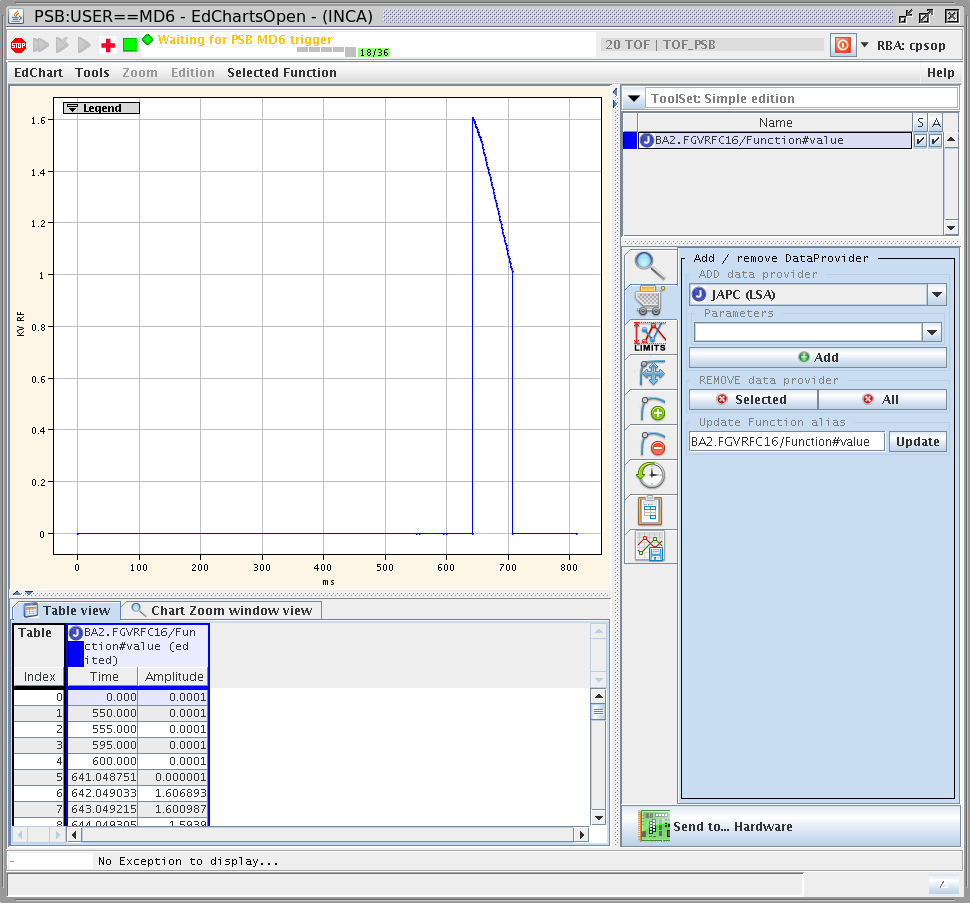 PSB:USER==MD6 - EdChartsOpen - (INCA)
STOP
Waiting for PSB MD6 trigger
18/36
20 TOF | TOF_PSB
RBA: cpsop
EdChart Tools Zoom Edition Selected Function Help
Legend
1.6
1.4
1.2
1
0.8
0.6
0.4
0.2
0
KV RF
0 100 200 300 400 500 600 700 800
ms
ToolSet: Simple edition
Name S A
J BA2.FGVRFC16/Function#value
LIMITS
Add / remove DataProvider
ADD data provider
J JAPC (LSA)
Parameters
Add
REMOVE data provider
Selected All
Update Function alias
BA2.FGVRFC16/Function#value Update
Send to... Hardware
Table view Chart Zoom window view
Table J BA2.FGVRFC16/Fun
ction#value (ed
ited)
Index Time Amplitude
0 0.000 0.0001
1 550.000 0.0001
2 555.000 0.0001
3 595.000 0.0001
4 600.000 0.0001
5 641.048751 0.000001
6 642.049033 1.606893
7 643.049215 1.600987
8 644.049305 1.5939
- No Exception to display...